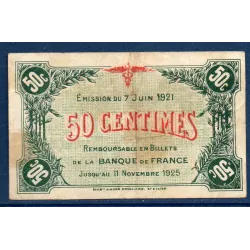 50c 50c
ÉMISSION DU 7 JUIN 1921
50 CENTIMES
REMBOURSABLE EN BILLETS
DE LA BANQUE DE FRANCE
JUSQU'AU 11 NOVEMBRE 1925
50c 50c